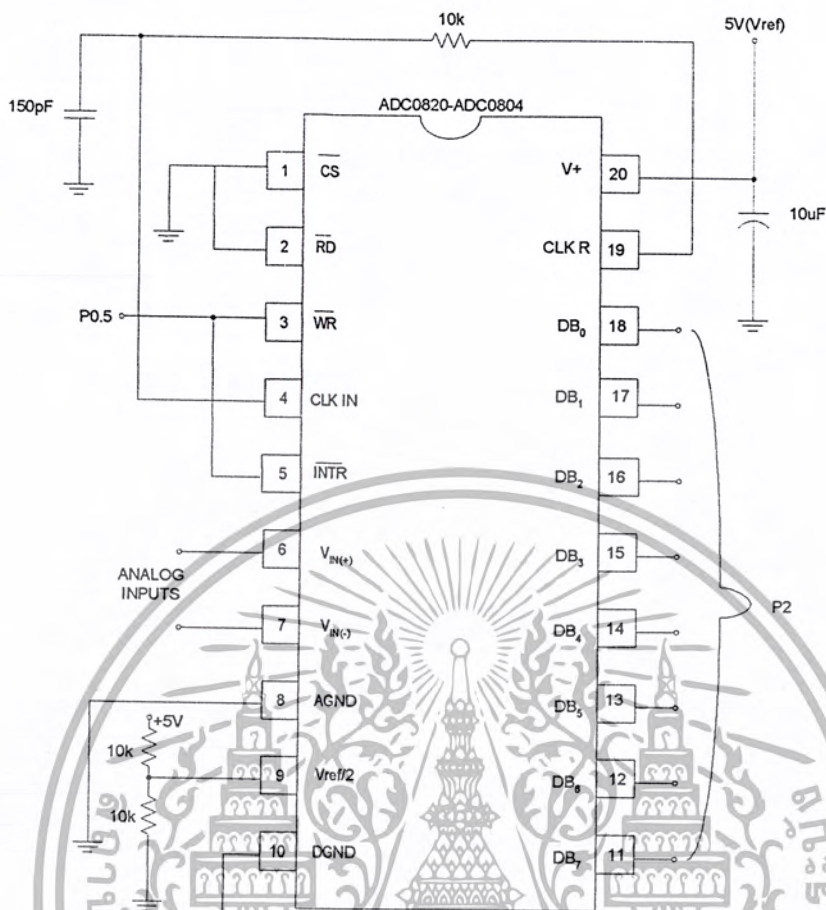 10k
5V(Vref)
150pF
ADC0820-ADC0804
1 CS V+ 20
10uF
2 RD CLK R 19
P0.5 3 WR DB0 18
4 CLK IN DB1 17
5 INTR DB2 16
6 VIN(+) DB3 15
ANALOG
INPUTS
P2
7 VIN(-) DB4 14
8 AGND DB5 13
+5V
10k
9 Vref/2 DB6 12
10k
10 DGND DB7 11